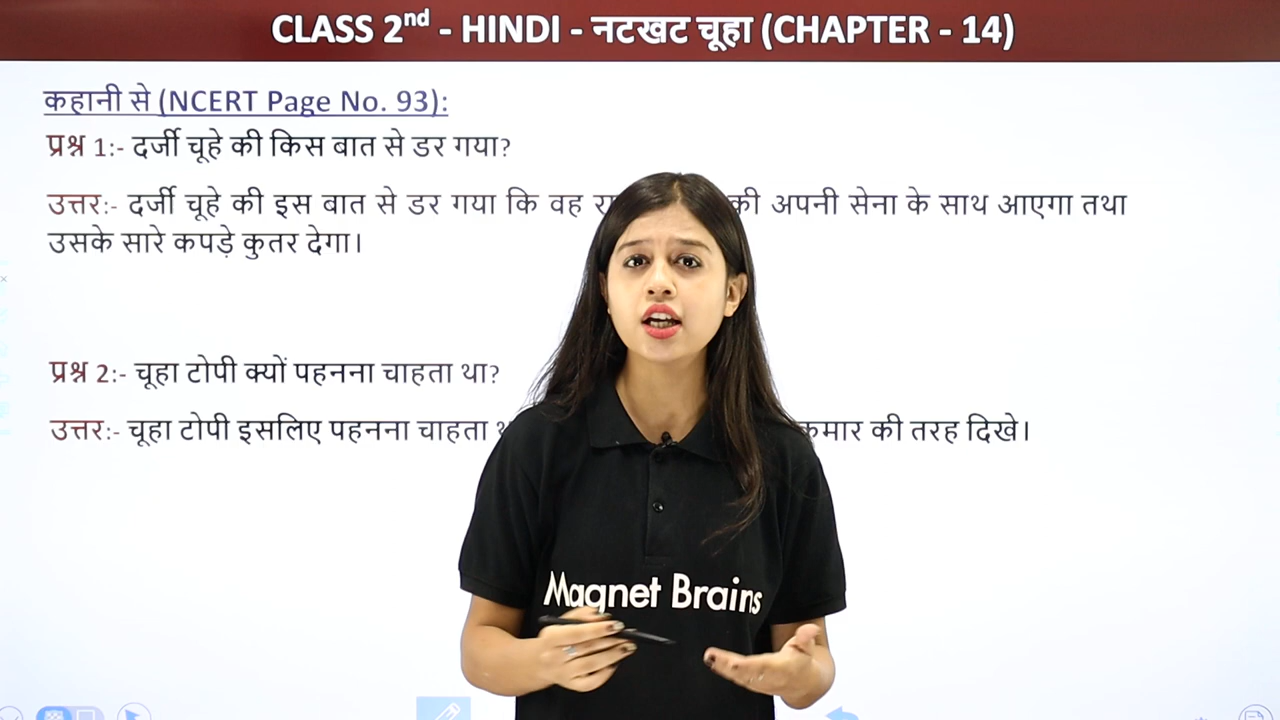 CLASS 2nd - HINDI - नटखट चूहा (CHAPTER - 14)
कहानी से (NCERT Page No. 93):
प्रश्न 1:- दर्जी चूहे की किस बात से डर गया?
उत्तर:- दर्जी चूहे की इस बात से डर गया कि वह की अपनी सेना के साथ आएगा तथा
उसके सारे कपड़े कुतर देगा।
प्रश्न 2:- चूहा टोपी क्यों पहनना चाहता था?
उत्तर:- चूहा टोपी इसलिए पहनना चाहता की तरह दिखे।
Magnet Brains